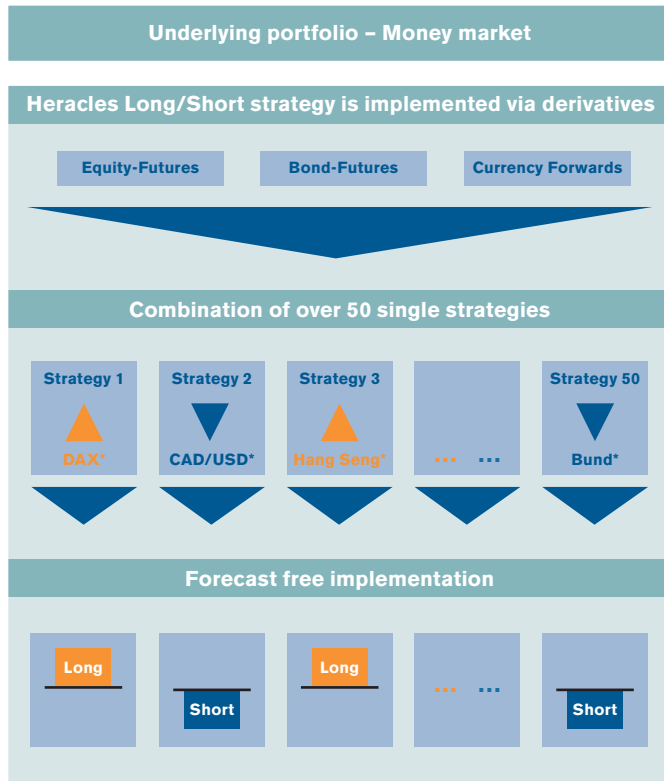 Underlying portfolio – Money market
Heracles Long/Short strategy is implemented via derivatives
Equity-Futures Bond-Futures Currency Forwards
Combination of over 50 single strategies
Strategy 1 Strategy 2 Strategy 3 Strategy 50
DAX* CAD/USD* Hang Seng* ... ... Bund*
Forecast free implementation
Long Long
... ...
Short Short